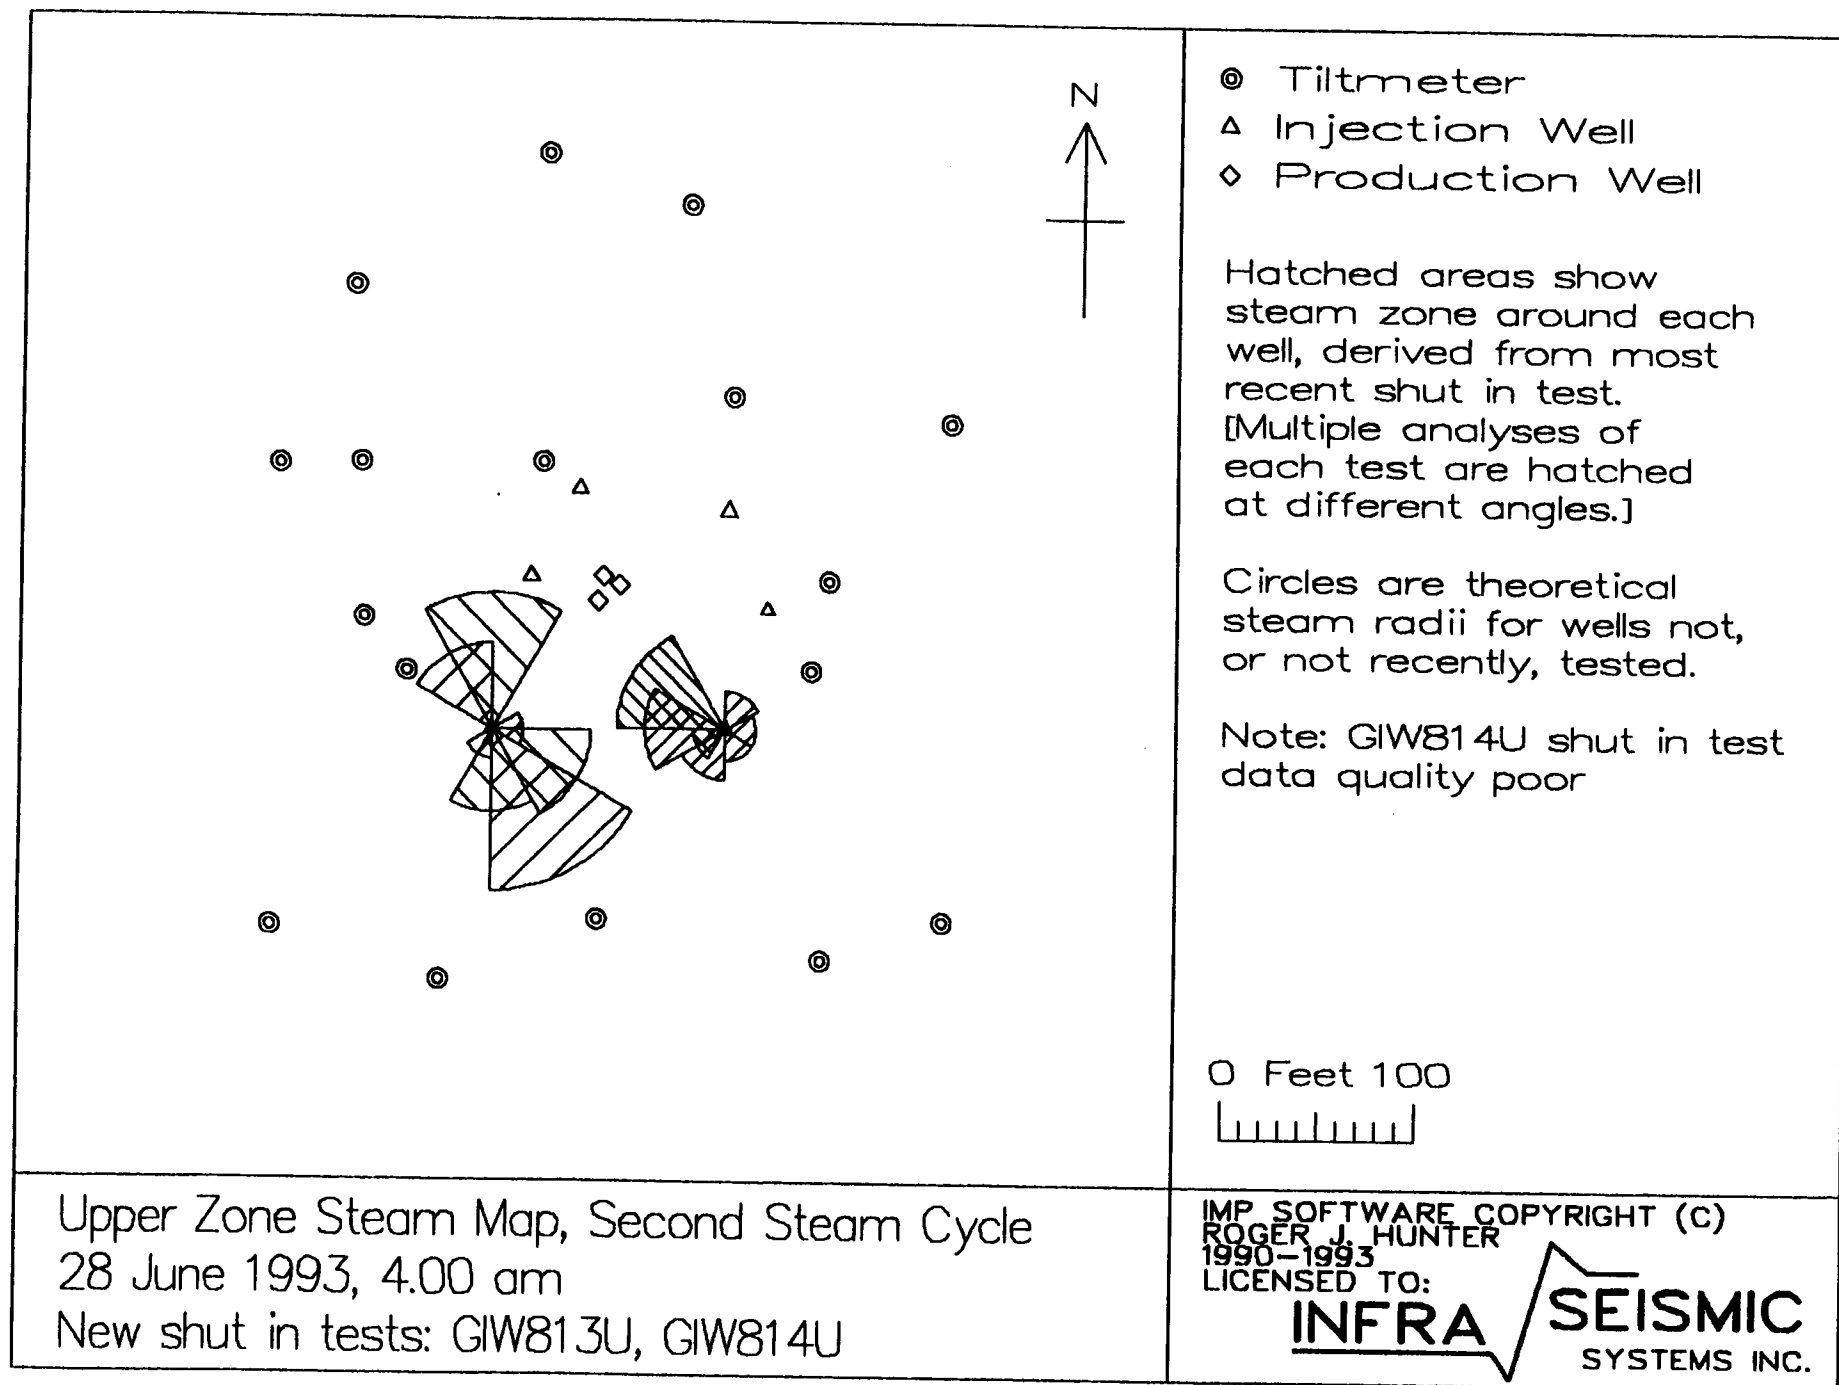 N
Tiltmeter
Injection Well
Production Well
Hatched areas show
steam zone around each
well, derived from most
recent shut in test.
[Multiple analyses of
each test are hatched
at different angles.]
Circles are theoretical
steam radii for wells not,
or not recently, tested.
Note: GIW814U shut in test
data quality poor
0 Feet 100
Upper Zone Steam Map, Second Steam Cycle
28 June 1993, 4.00 am
New shut in tests: GIW813U, GIW814U
IMP SOFTWARE COPYRIGHT (C)
ROGER J. HUNTER
1990-1993
LICENSED TO:
INFRA SEISMIC
SYSTEMS INC.